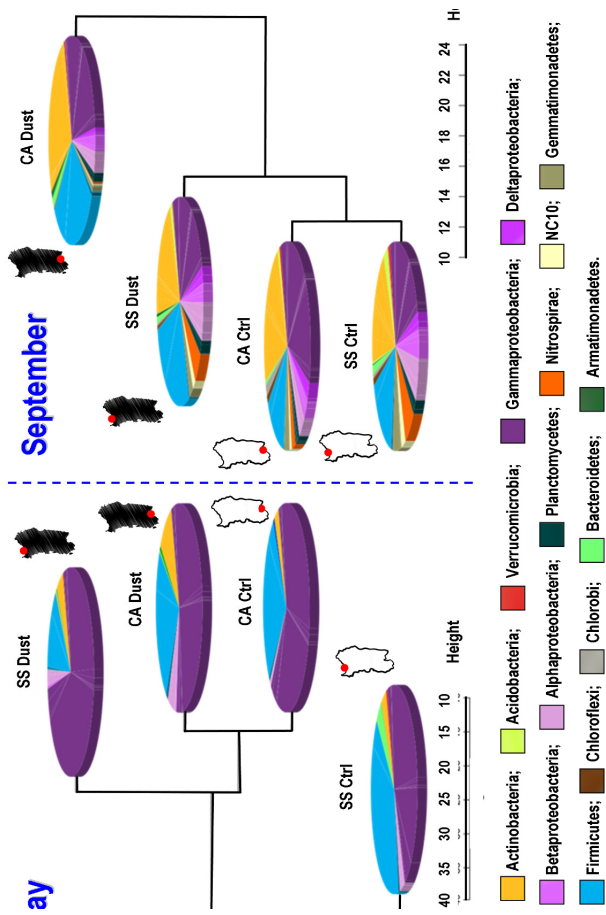 ay
September
SS Dust
CA Dust
CA Ctrl
SS Ctrl
CA Dust
SS Dust
CA Ctrl
SS Ctrl
Height
40 35 30 25 20 15 10
10 12 14 16 18 20 22 24
Actinobacteria; Acidobacteria; Verrucomicrobia; Gammaproteobacteria; Deltaproteobacteria;
Betaproteobacteria; Alphaproteobacteria; Planctomycetes; Nitrospirae; NC10; Gemmatimonadetes;
Firmicutes; Chloroflexi; Chlorobi; Bacteroidetes; Armatimonadetes.